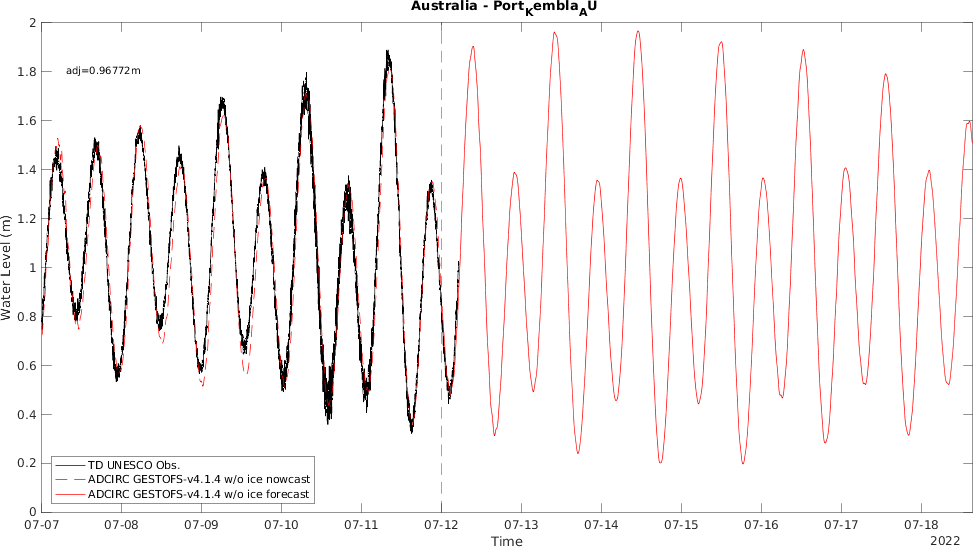 Australia - PortKemblaAU
adj=0.96772m
Water Level (m)
2
1.8
1.6
1.4
1.2
1
0.8
0.6
0.4
0.2
0
TD UNESCO Obs.
ADCIRC GESTOFS-v4.1.4 w/o ice nowcast
ADCIRC GESTOFS-v4.1.4 w/o ice forecast
07-07 07-08 07-09 07-10 07-11 07-12 07-13 07-14 07-15 07-16 07-17 07-18
Time
2022